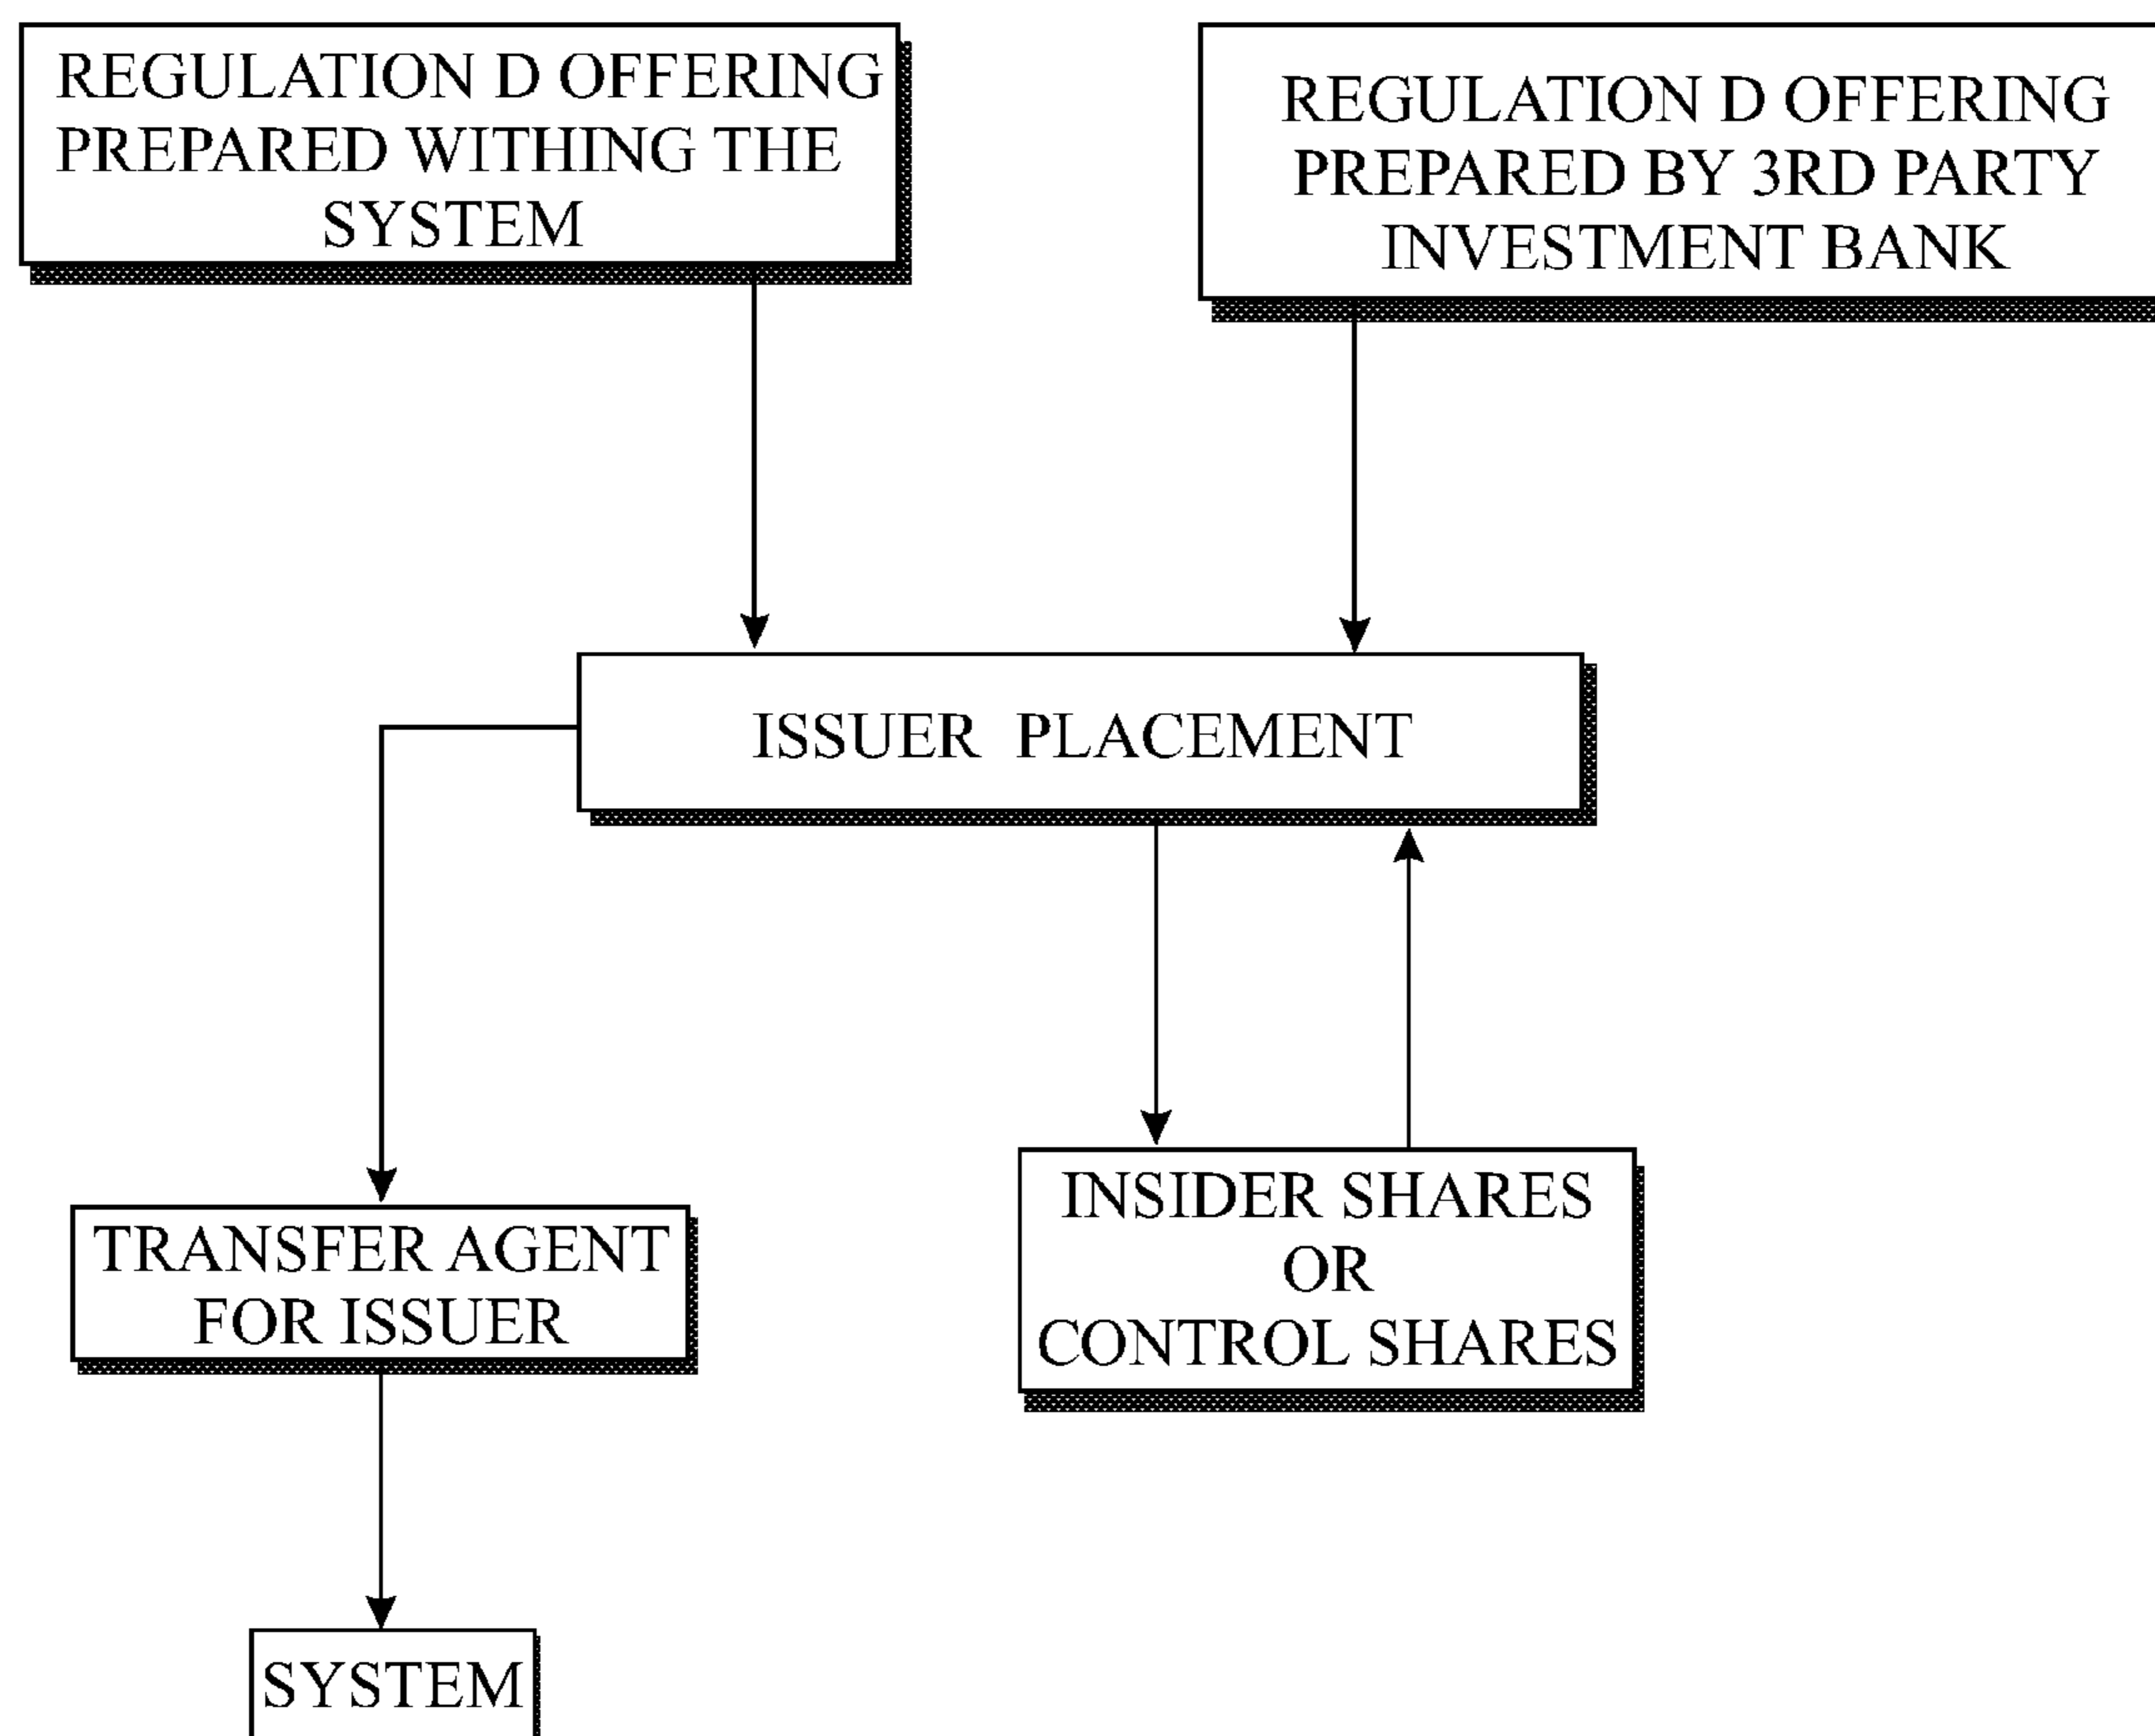 REGULATION D OFFERING
PREPARED WITHING THE
SYSTEM
REGULATION D OFFERING
PREPARED BY 3RD PARTY
INVESTMENT BANK
ISSUER PLACEMENT
TRANSFER AGENT
FOR ISSUER
INSIDER SHARES
OR
CONTROL SHARES
SYSTEM